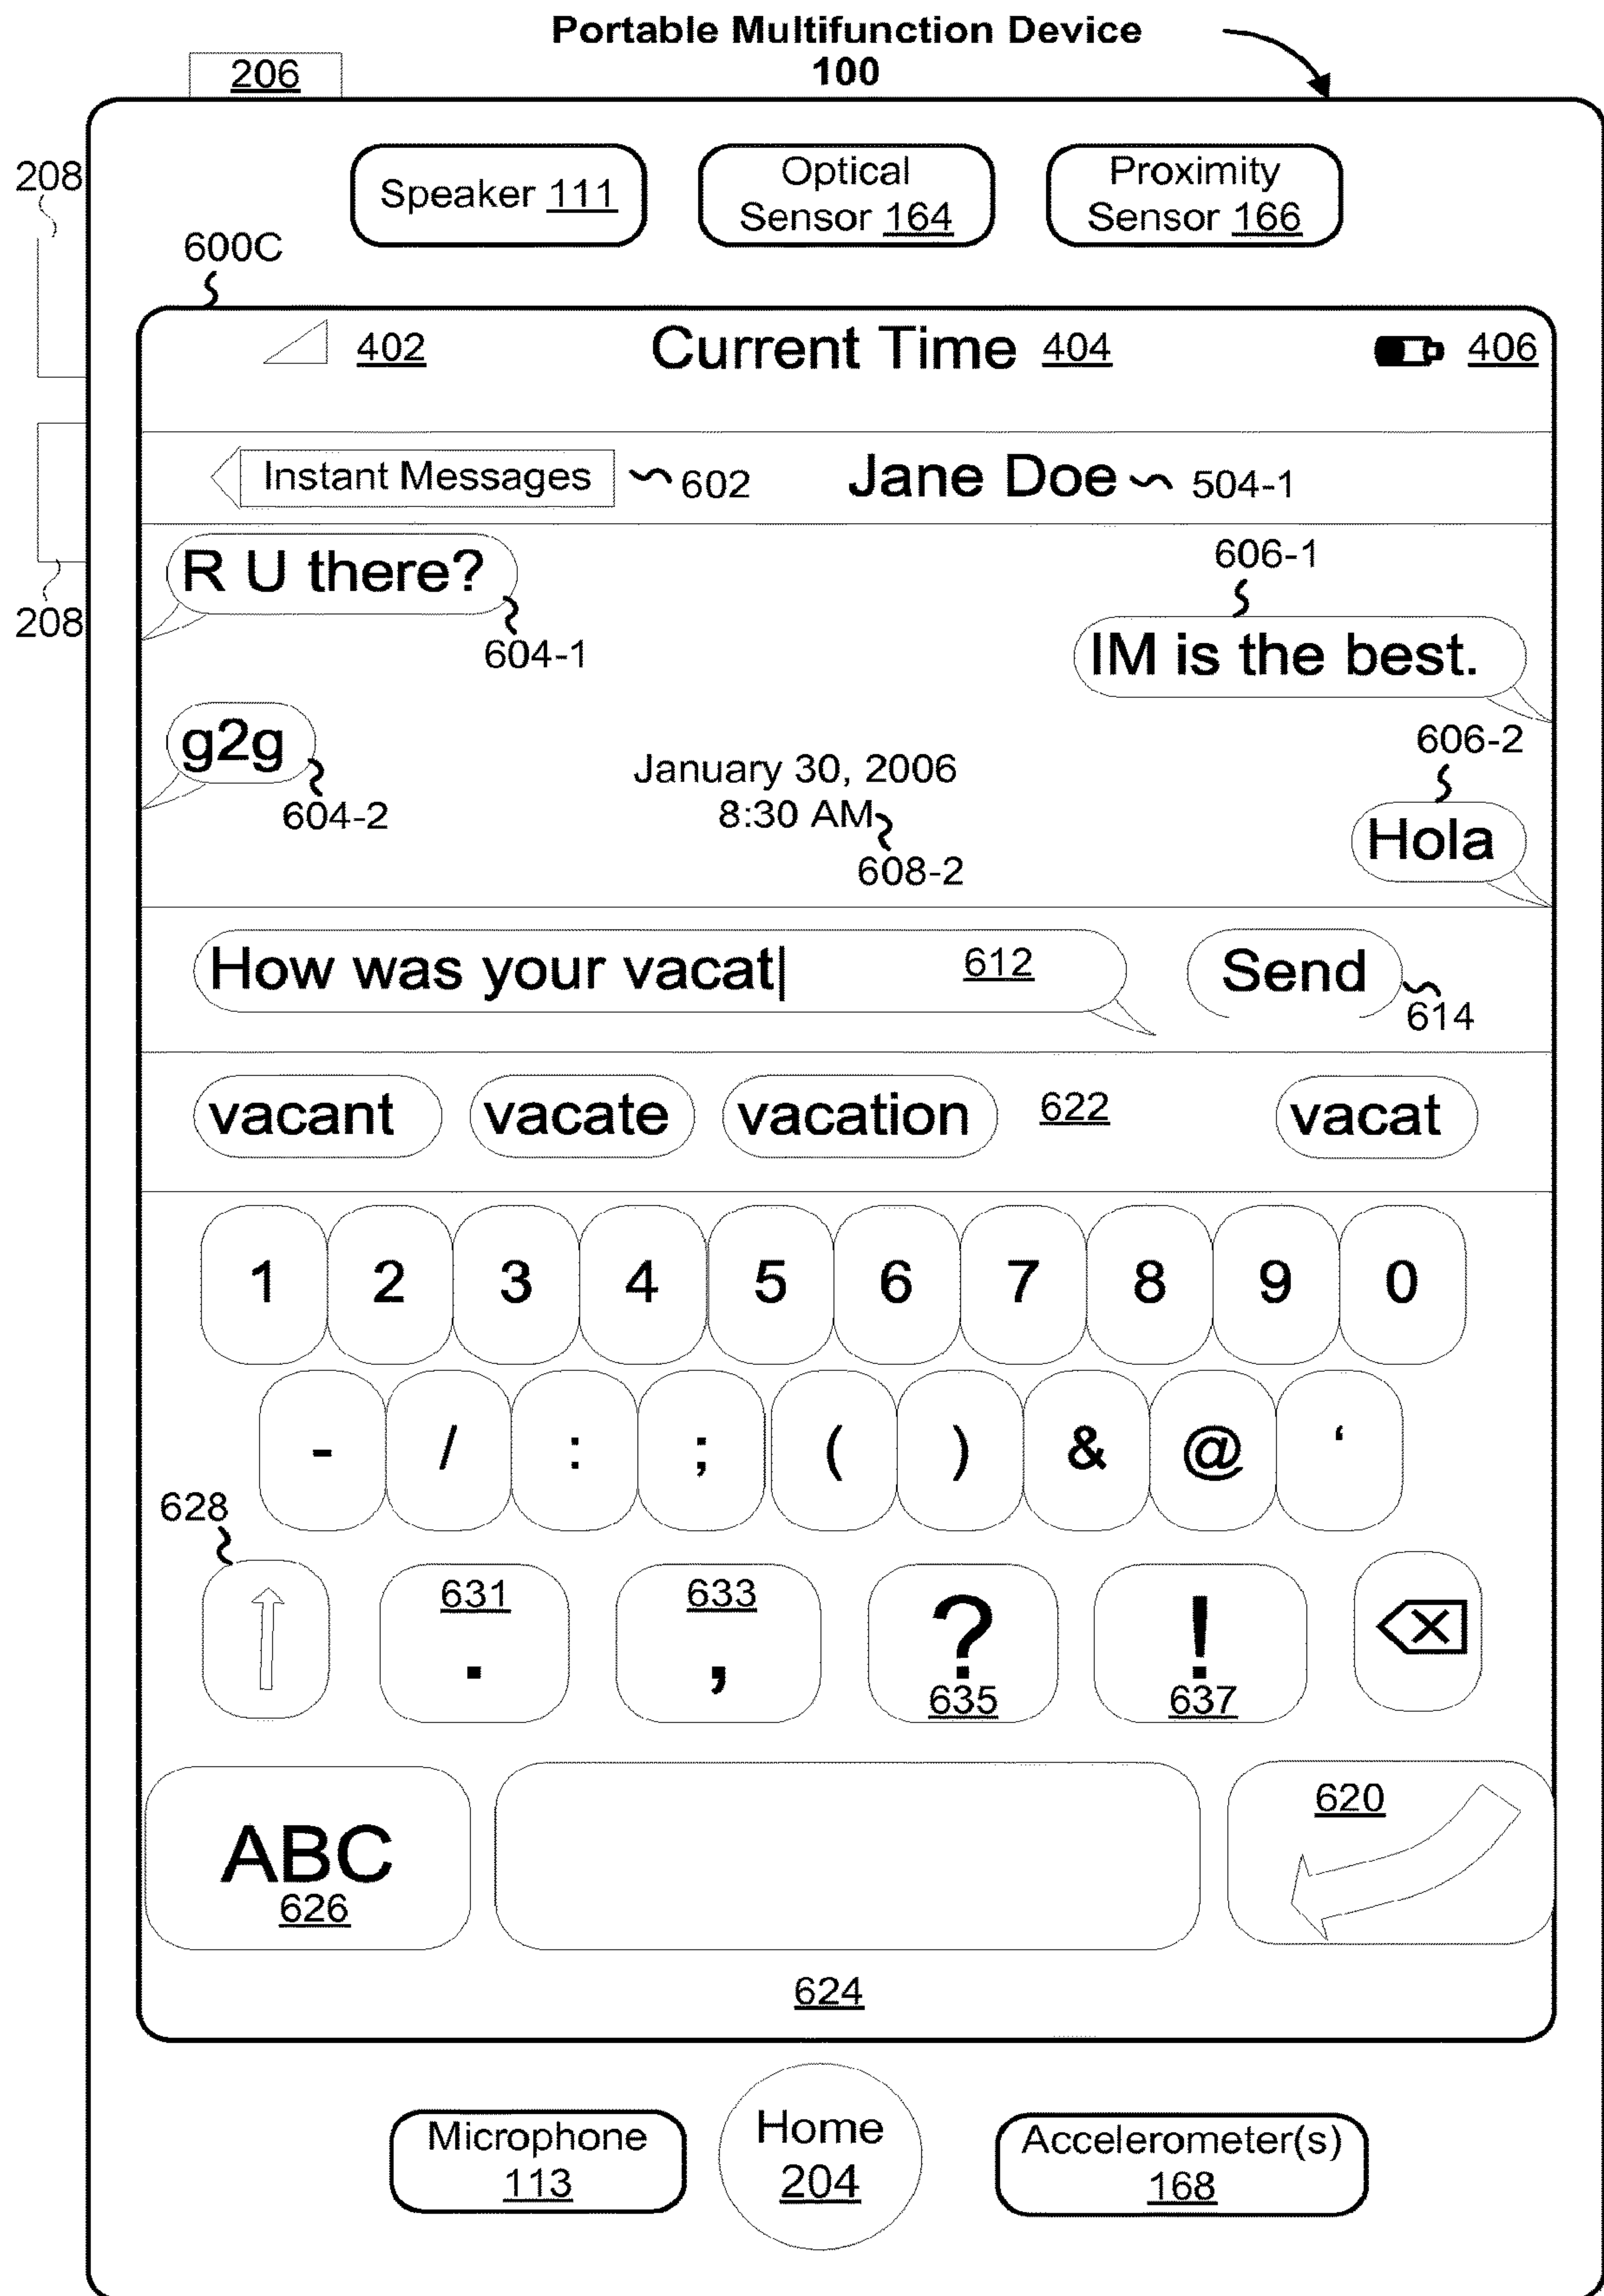 Portable Multifunction Device
100
206
208
Speaker 111
Optical
Sensor 164
Proximity
Sensor 166
600C
402
Current Time 404
406
Instant Messages
602
Jane Doe
504-1
208
R U there?
604-1
606-1
IM is the best.
g2g
604-2
January 30, 2006
8:30 AM
608-2
606-2
Hola
How was your vacat
612
Send
614
vacant
vacate
vacation
622
vacat
1 2 3 4 5 6 7 8 9 0
- / : ; ( ) & @ ‘
628
631
.
633
,
?
635
!
637
ABC
626
620
624
Microphone
113
Home
204
Accelerometer(s)
168